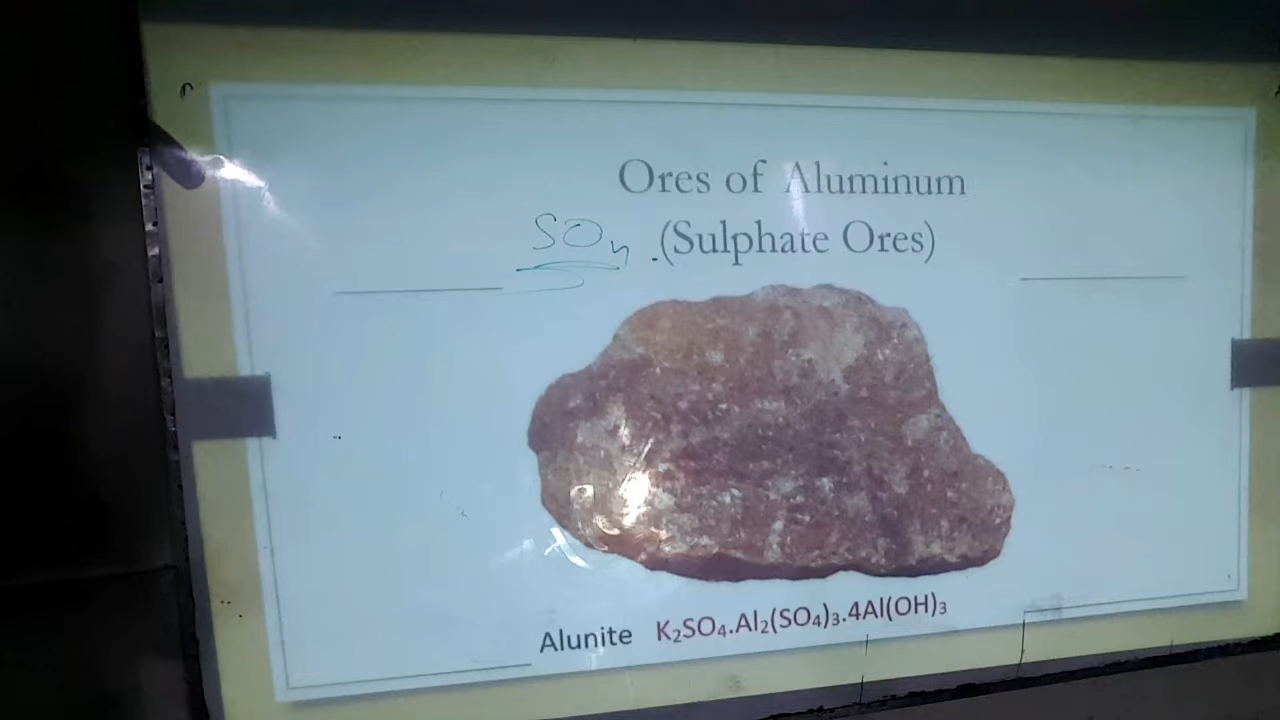 Ores of Aluminum
SO₄ .(Sulphate Ores)
Alunite K₂SO₄.Al₂(SO₄)₃.4Al(OH)₃